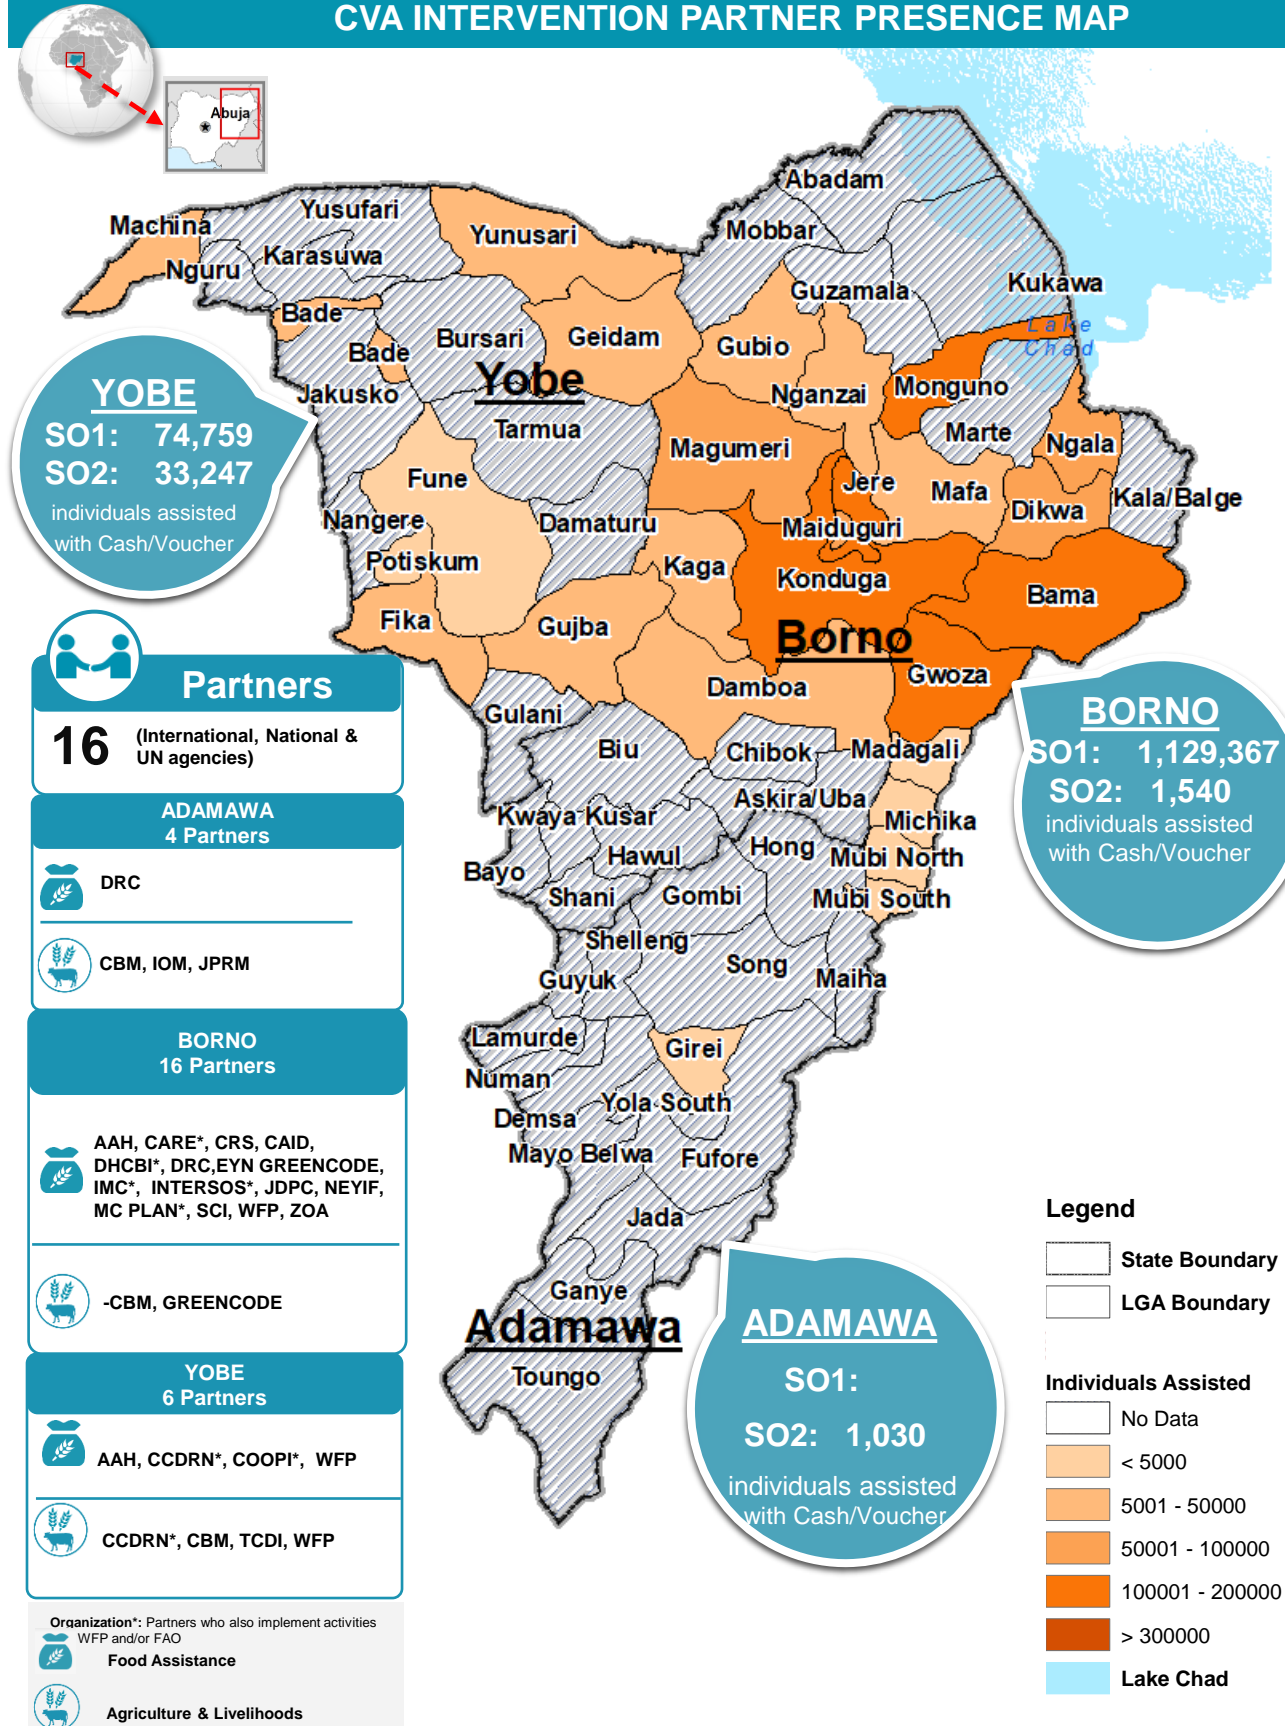 CVA INTERVENTION PARTNER PRESENCE MAP
Abuja
Abadam
Machina
Yusufari
Yunusari
Mobbar
Nguru
Karasuwa
Kukawa
Guzamala
Bade
Bursari
Geidam
Gubio
Lake
Chad
Bade
Yobe
Jakusko
Nganzai
Monguno
Tarmua
Marte
Magumeri
Ngala
Fune
Jere
Mafa
Kala/Balge
Dikwa
Nangere
Damaturu
Maiduguri
Potiskum
Kaga
Konduga
Bama
Fika
Gujba
Borno
Gwoza
Damboa
Gulani
Biu
Chibok
Madagali
Askira/Uba
Kwaya Kusar
Michika
Hong
Mubi North
Hawul
Bayo
Shani
Gombi
Mubi South
Shelleng
Song
Guyuk
Maiha
Lamurde
Girei
Numan
Yola South
Demsa
Mayo Belwa
Fufore
Jada
Ganye
Adamawa
Toungo
YOBE
SO1: 74,759
SO2: 33,247
individuals assisted
with Cash/Voucher
BORNO
SO1: 1,129,367
SO2: 1,540
individuals assisted
with Cash/Voucher
ADAMAWA
SO1:
SO2: 1,030
individuals assisted
with Cash/Voucher
Partners
16 (International, National &
UN agencies)
ADAMAWA
4 Partners
DRC
CBM, IOM, JPRM
BORNO
16 Partners
AAH, CARE*, CRS, CAID,
DHCBI*, DRC,EYN GREENCODE,
IMC*, INTERSOS*, JDPC, NEYIF,
MC PLAN*, SCI, WFP, ZOA
-CBM, GREENCODE
YOBE
6 Partners
AAH, CCDRN*, COOPI*, WFP
CCDRN*, CBM, TCDI, WFP
Organization*: Partners who also implement activities
WFP and/or FAO
Food Assistance
Agriculture & Livelihoods
Legend
State Boundary
LGA Boundary
Individuals Assisted
No Data
< 5000
5001 - 50000
50001 - 100000
100001 - 200000
> 300000
Lake Chad